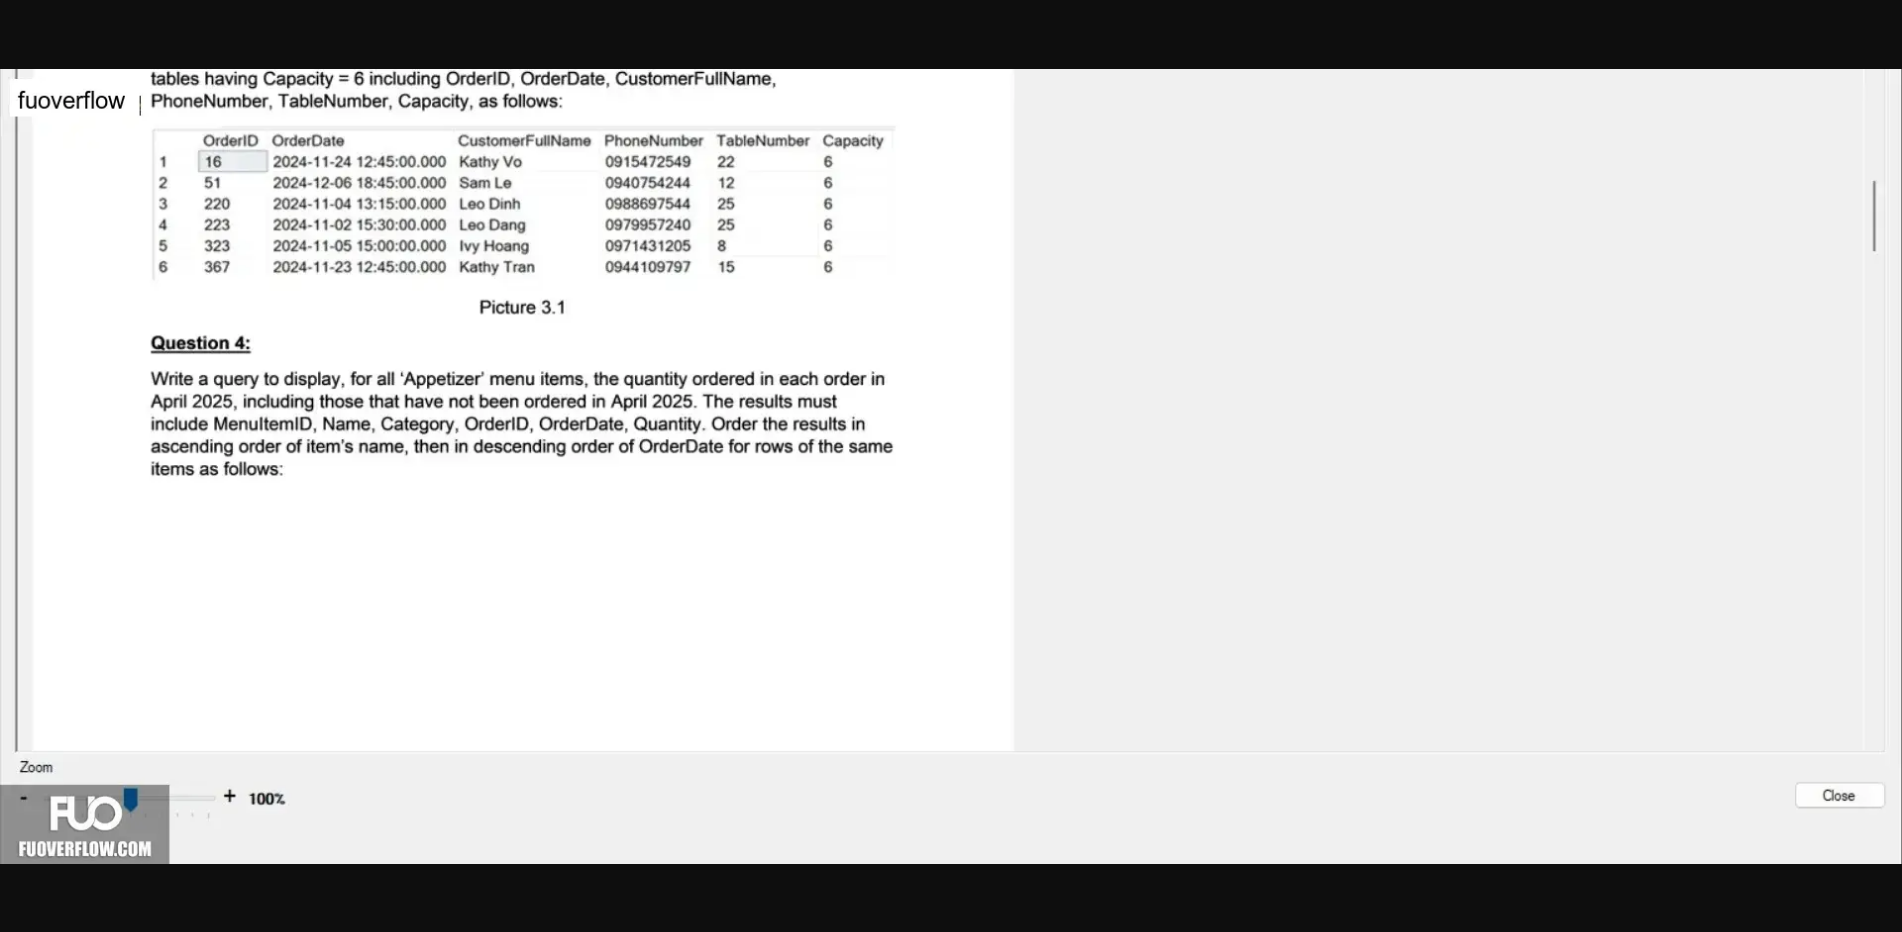 tables having Capacity = 6 including OrderID, OrderDate, CustomerFullName,
fuoverflow
PhoneNumber, TableNumber, Capacity, as follows:
OrderID OrderDate CustomerFullName PhoneNumber TableNumber Capacity
1 16 2024-11-24 12:45:00.000 Kathy Vo 0915472549 22 6
2 51 2024-12-06 18:45:00.000 Sam Le 0940754244 12 6
3 220 2024-11-04 13:15:00.000 Leo Dinh 0988697544 25 6
4 223 2024-11-02 15:30:00.000 Leo Dang 0979957240 25 6
5 323 2024-11-05 15:00:00.000 Ivy Hoang 0971431205 8 6
6 367 2024-11-23 12:45:00.000 Kathy Tran 0944109797 15 6
Picture 3.1
Question 4:
Write a query to display, for all ‘Appetizer’ menu items, the quantity ordered in each order in
April 2025, including those that have not been ordered in April 2025. The results must
include MenuItemID, Name, Category, OrderID, OrderDate, Quantity. Order the results in
ascending order of item's name, then in descending order of OrderDate for rows of the same
items as follows:
Zoom
- + 100%
Close
FUO
FUOVERFLOW.COM